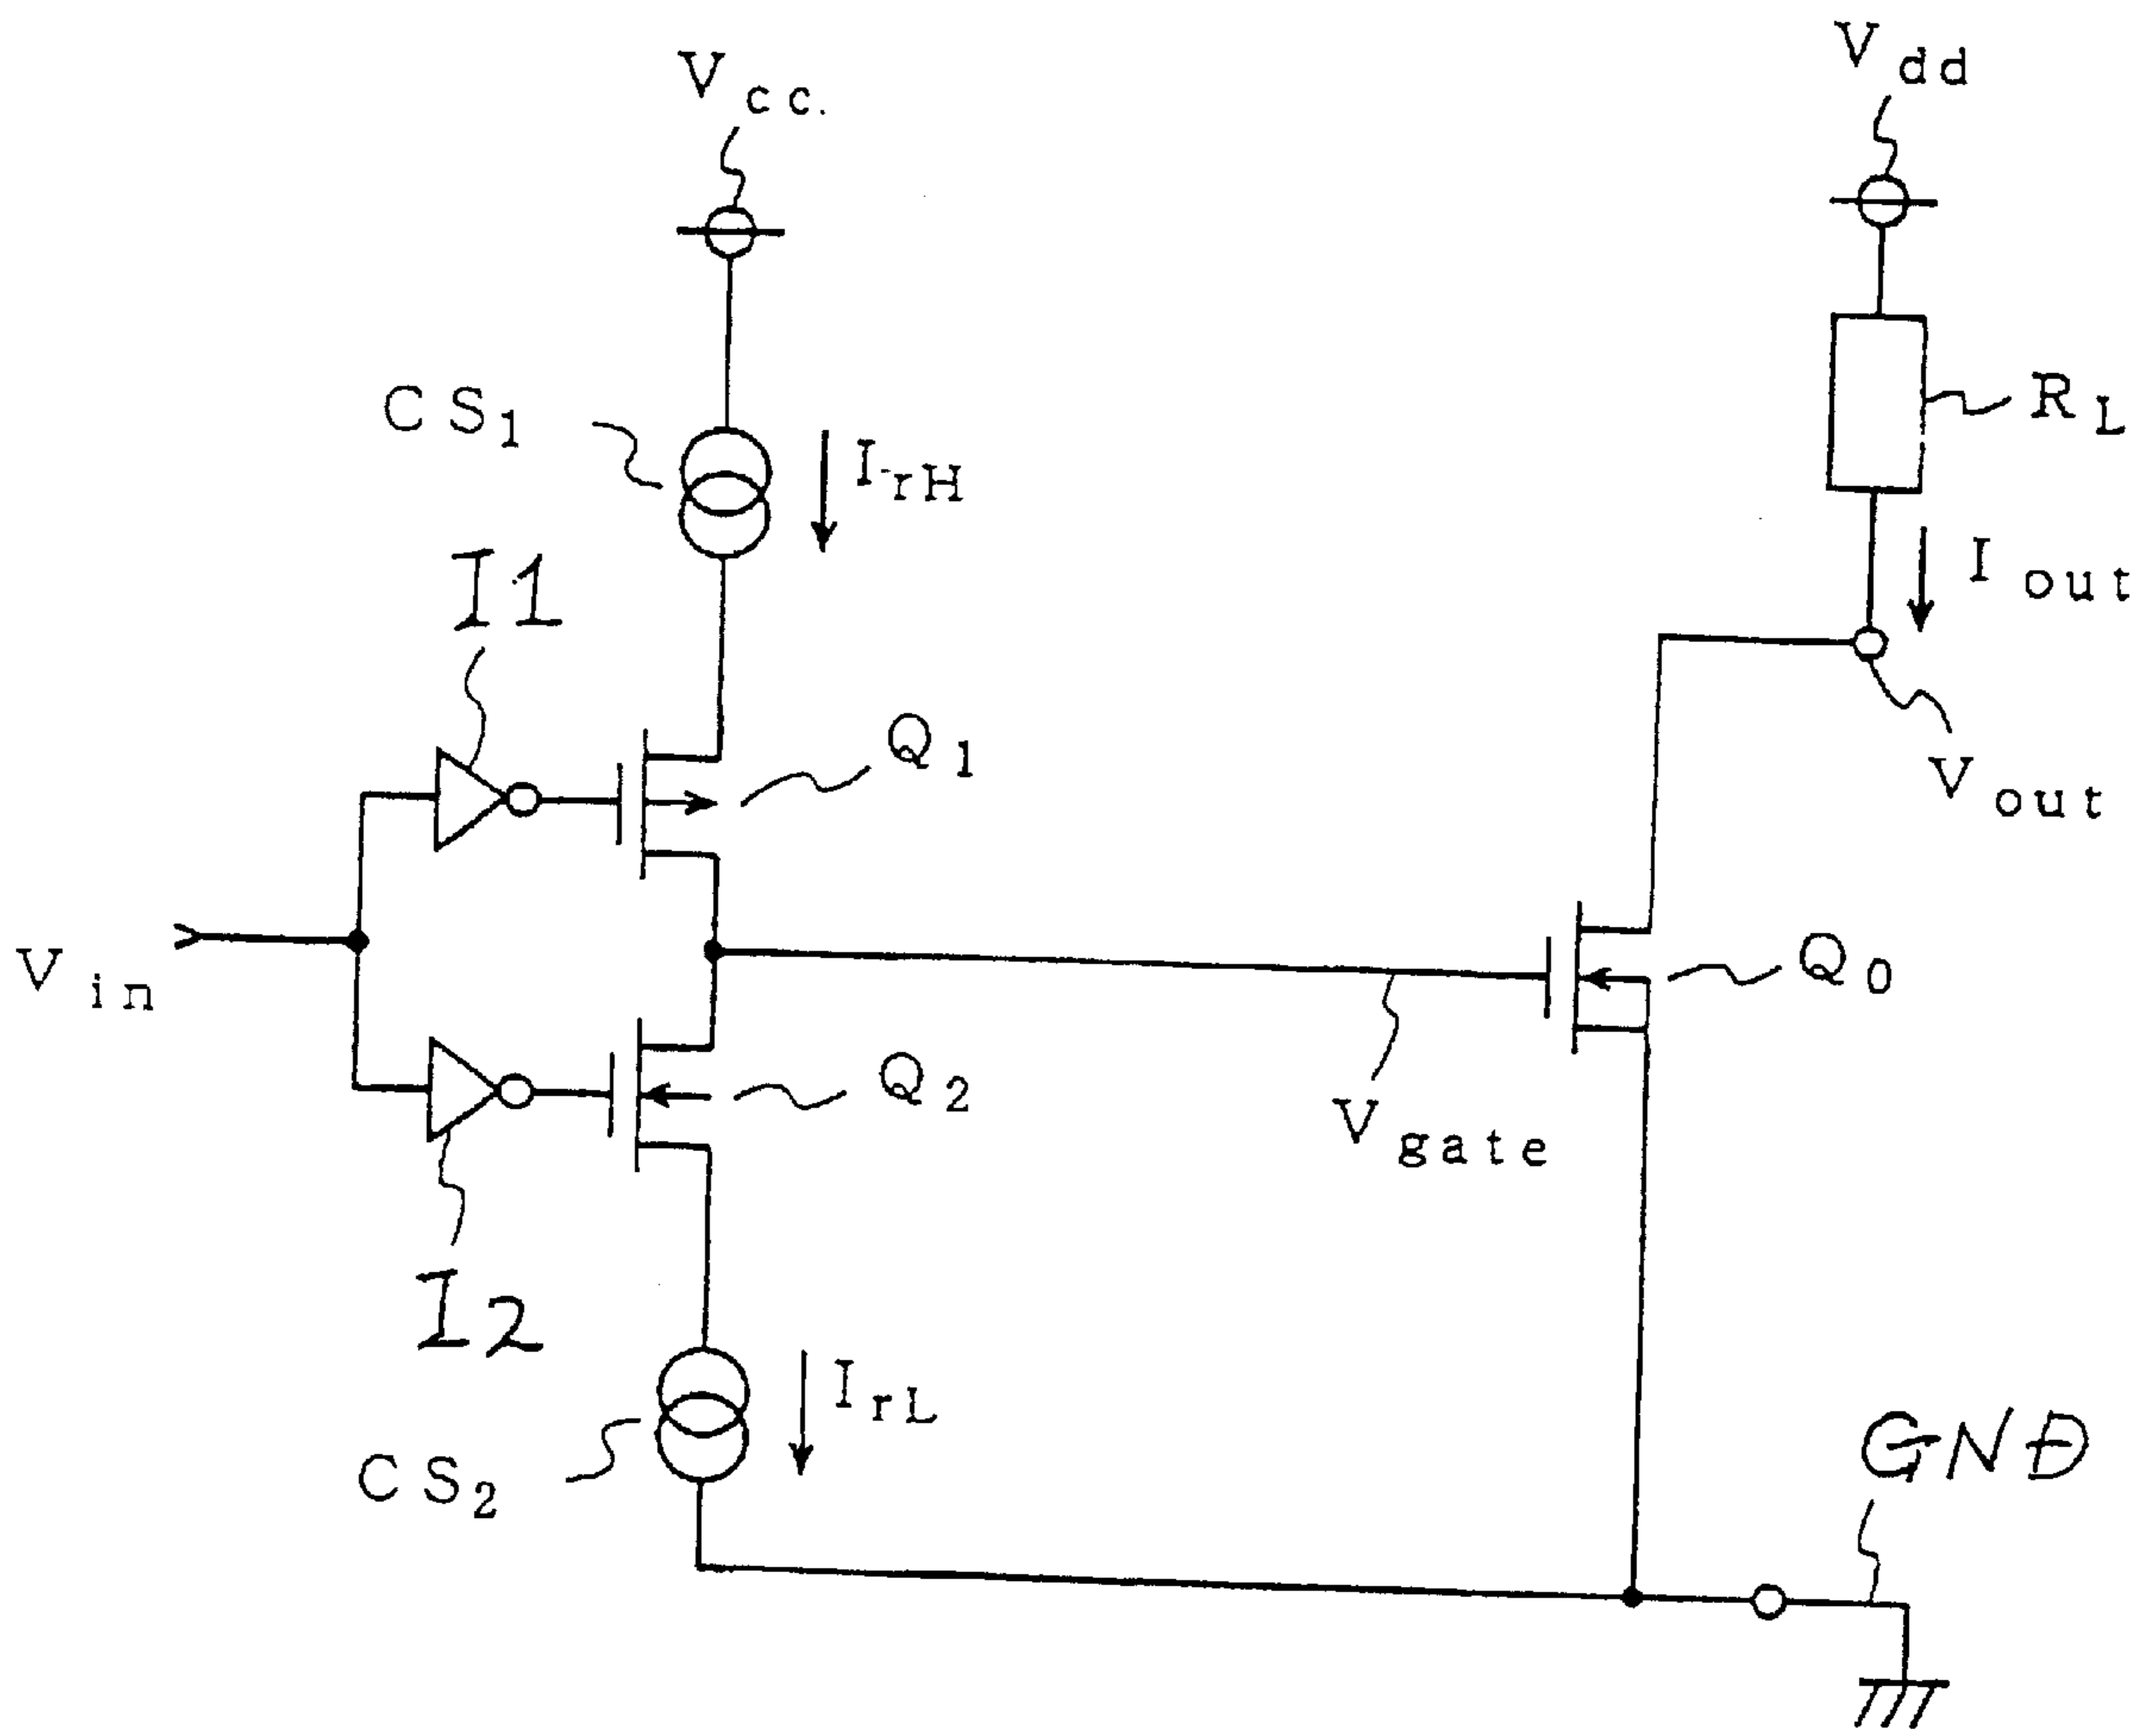 Vcc.
Vdd
CS1
IrH
RL
I1
Iout
Q1
Vout
Vin
Q0
Q2
Vgate
I2
IrL
CS2
GND